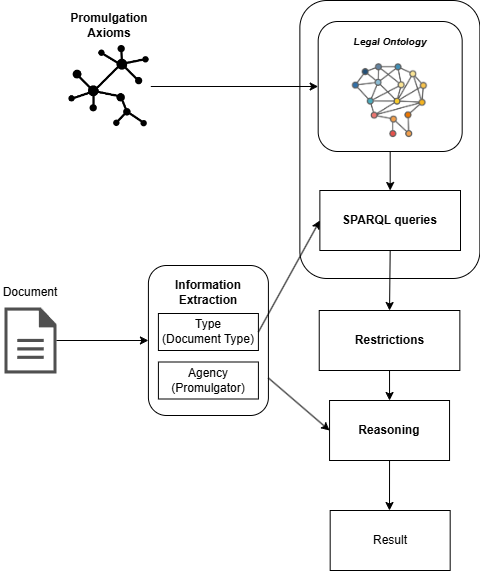 Promulgation
Axioms
Legal Ontology
SPARQL queries
Document
Information
Extraction
Type
(Document Type)
Agency
(Promulgator)
Restrictions
Reasoning
Result